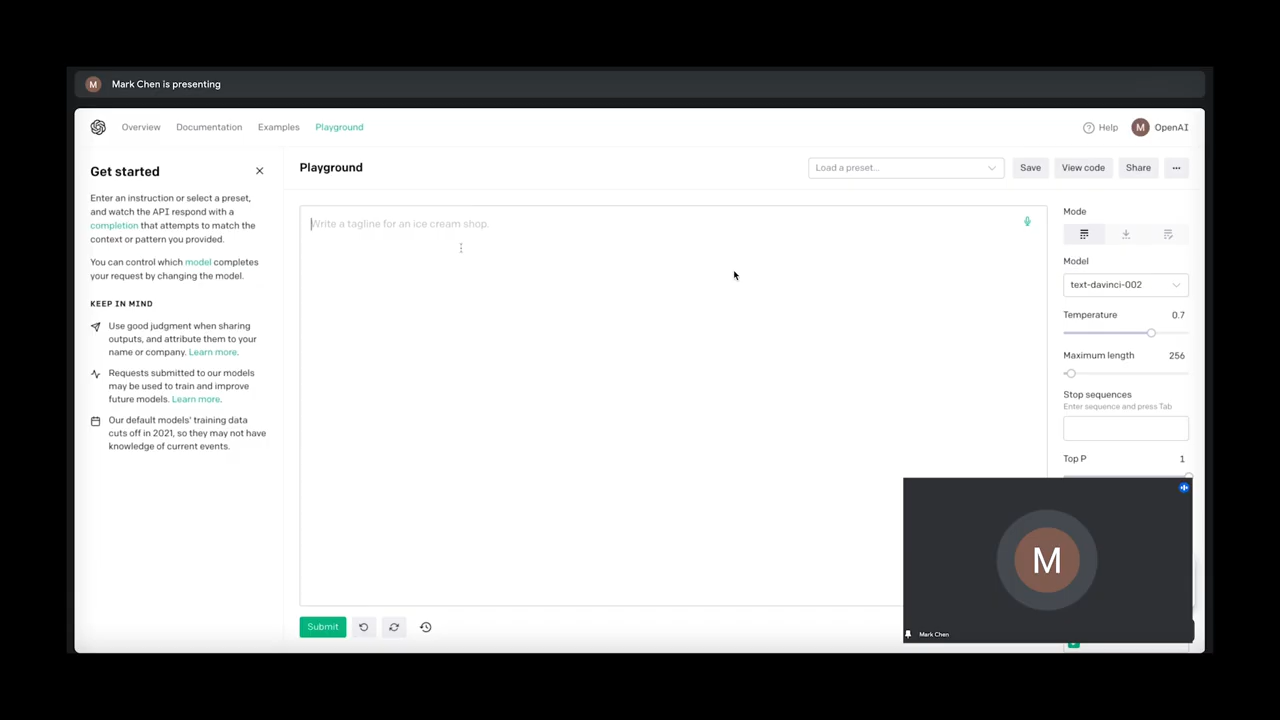 M
Mark Chen is presenting
Overview
Documentation
Examples
Playground
Help
M
OpenAI
Get started
Enter an instruction or select a preset,
and watch the API respond with a
completion that attempts to match the
context or pattern you provided.
You can control which model completes
your request by changing the model.
KEEP IN MIND
Use good judgment when sharing
outputs, and attribute them to your
name or company. Learn more.
Requests submitted to our models
may be used to train and improve
future models. Learn more.
Our default models' training data
cuts off in 2021, so they may not have
knowledge of current events.
Playground
Load a preset...
Save
View code
Share
Write a tagline for an ice cream shop.
Submit
Mode
Model
text-davinci-002
Temperature 0.7
Maximum length 256
Stop sequences
Enter sequence and press Tab
Top P 1
M
Mark Chen